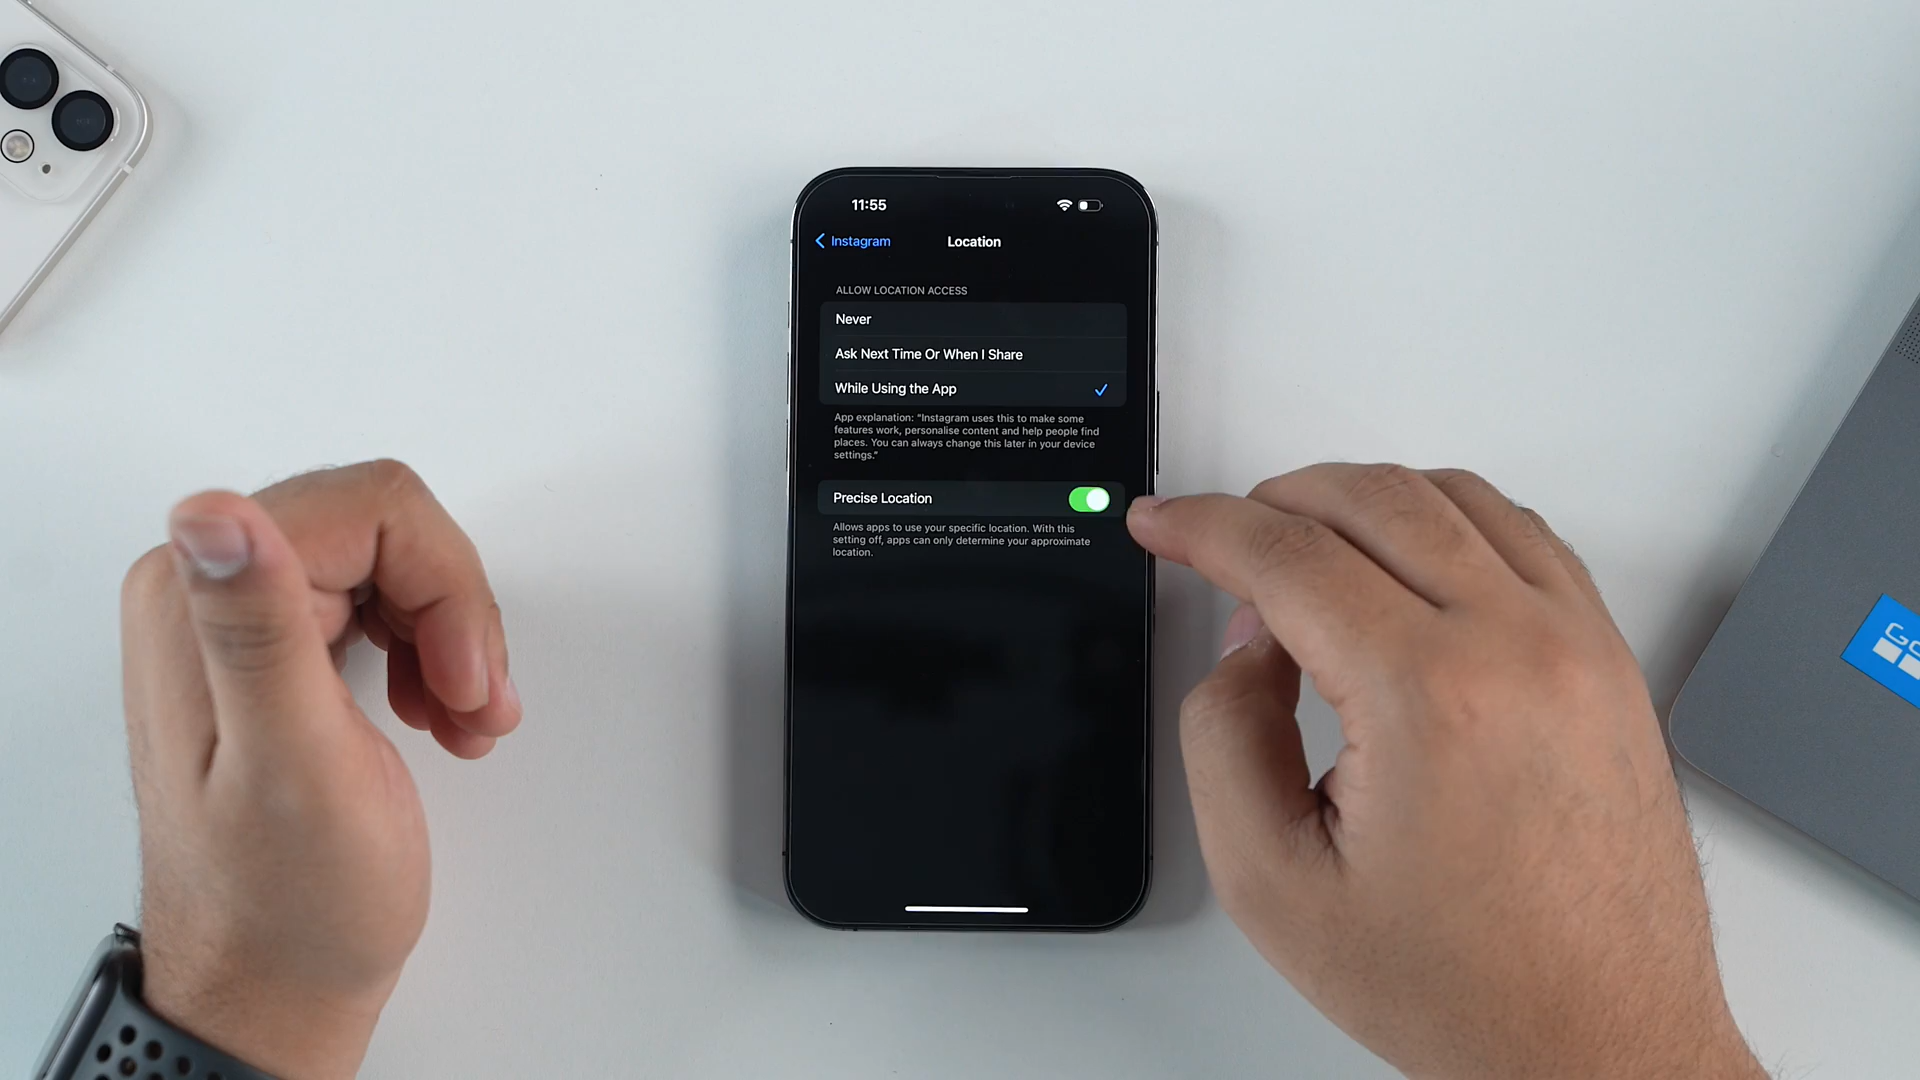 11:55
Instagram
Location
ALLOW LOCATION ACCESS
Never
Ask Next Time Or When I Share
While Using the App
App explanation: “Instagram uses this to make some
features work, personalise content and help people find
places. You can always change this later in your device
settings.”
Precise Location
Allows apps to use your specific location. With this
setting off, apps can only determine your approximate
location.